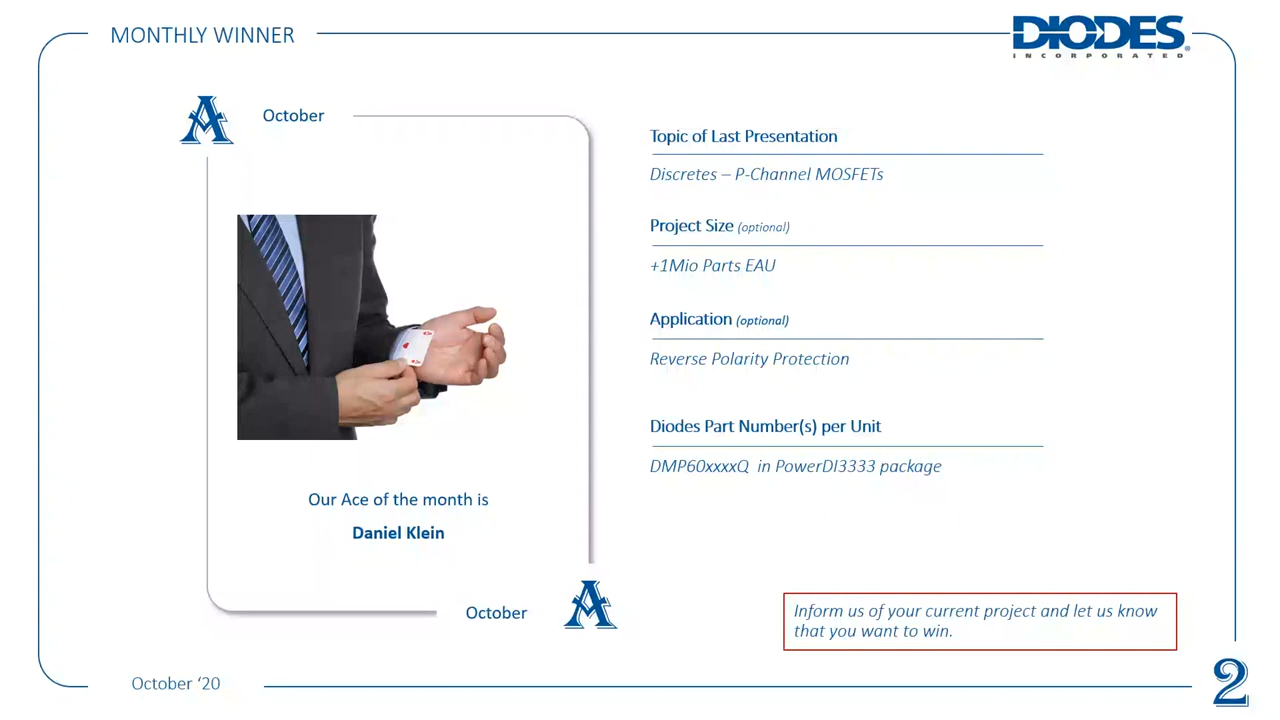 MONTHLY WINNER
DIODES
INCORPORATED
A
October
Our Ace of the month is
Daniel Klein
October
A
Topic of Last Presentation
Discretes – P-Channel MOSFETs
Project Size (optional)
+1Mio Parts EAU
Application (optional)
Reverse Polarity Protection
Diodes Part Number(s) per Unit
DMP60xxxxQ in PowerDI3333 package
Inform us of your current project and let us know
that you want to win.
October ‘20
2